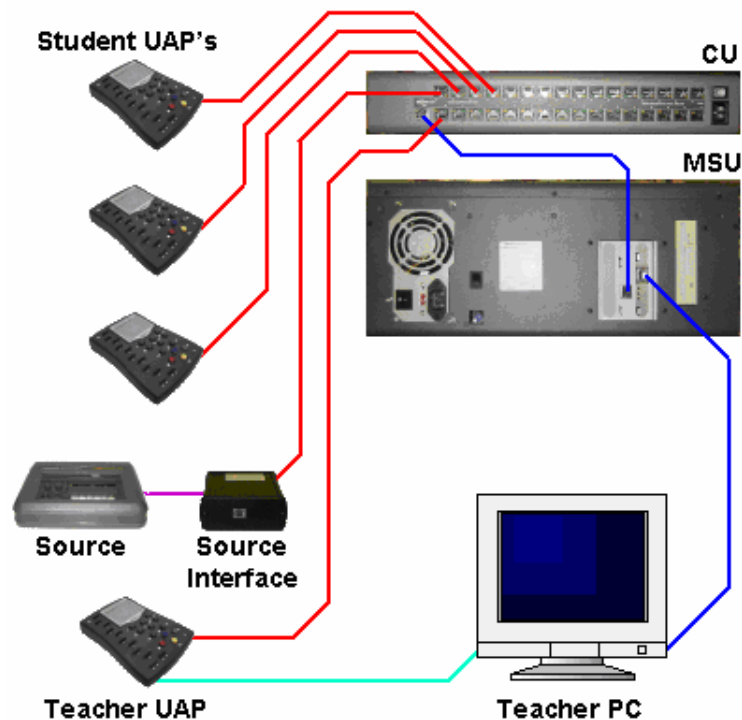 Student UAP's
CU
MSU
Source
Source
Interface
Teacher UAP
Teacher PC